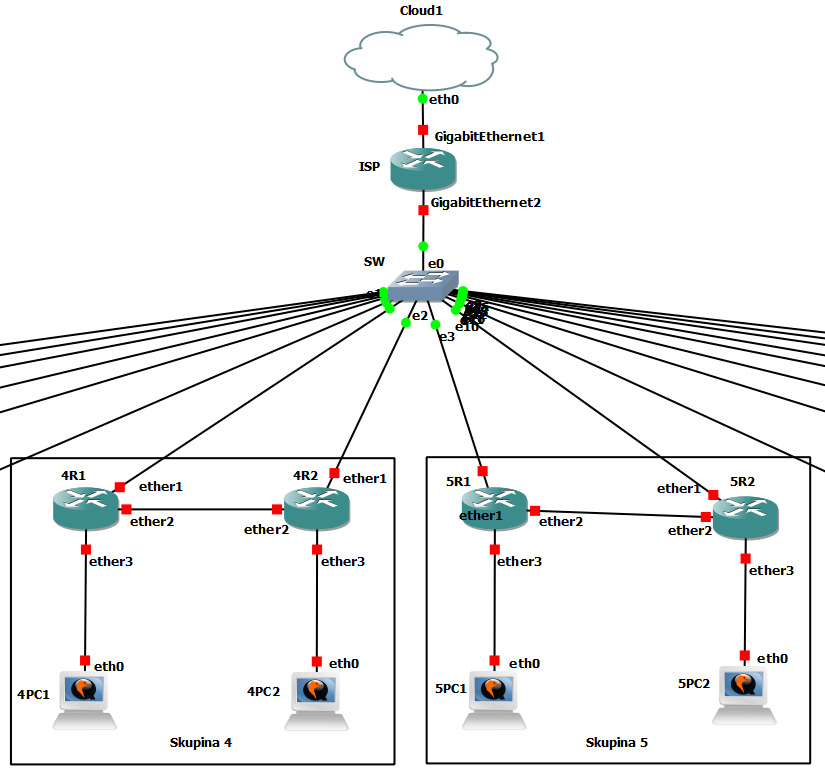 Cloud1
eth0
GigabitEthernet1
ISP
GigabitEthernet2
SW
e0
e2
e10
e3
4R1
ether1
ether2
ether3
4R2
ether1
ether2
ether3
5R1
ether1
ether2
ether3
5R2
ether1
ether2
ether3
eth0
4PC1
eth0
4PC2
eth0
5PC1
eth0
5PC2
Skupina 4
Skupina 5